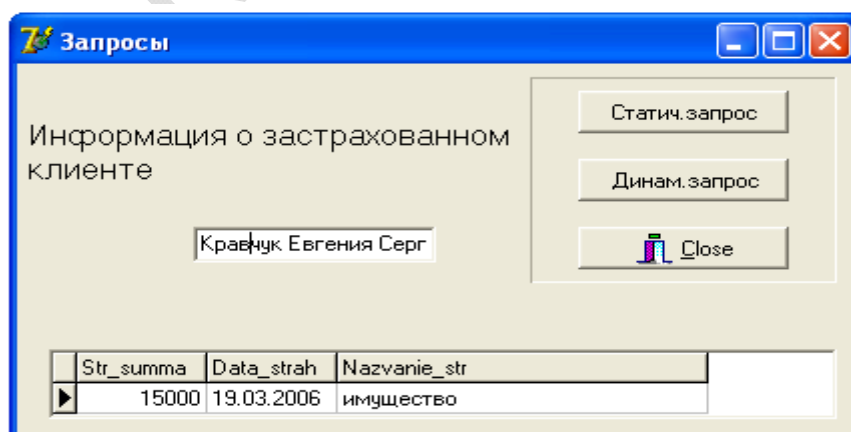 Запросы
Информация о застрахованном
клиенте
Кравчук Евгения Серг
Статич.запрос
Динам.запрос
Close
Str_summa Data_strah Nazvanie_str
15000 19.03.2006 имущество